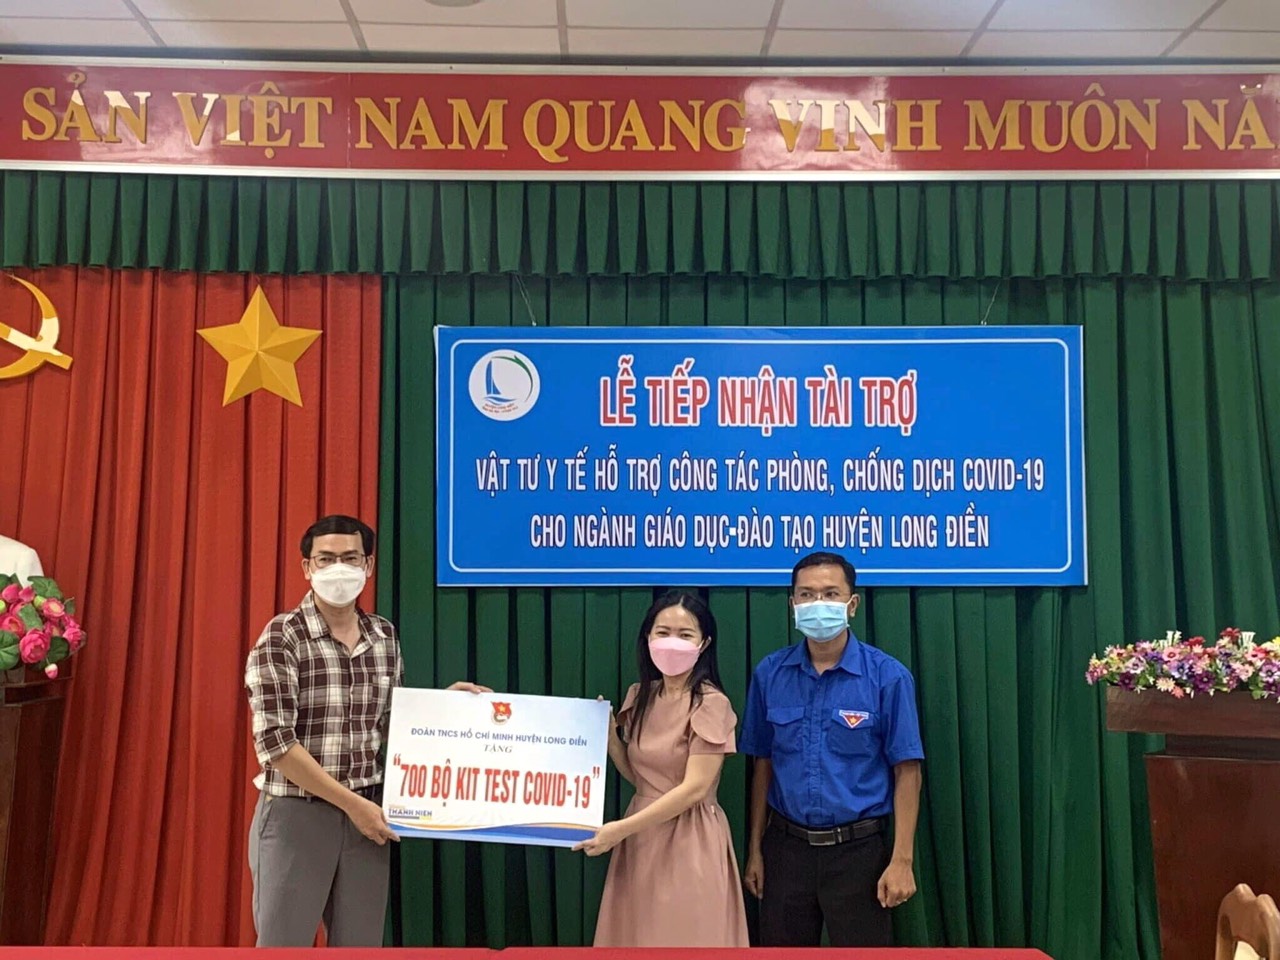 SẢN VIỆT NAM QUANG VINH MUÔN NĂ
LỄ TIẾP NHẬN TÀI TRỢ
VẬT TƯ Y TẾ HỖ TRỢ CÔNG TÁC PHÒNG, CHỐNG DỊCH COVID-19
CHO NGÀNH GIÁO DỤC-ĐÀO TẠO HUYỆN LONG ĐIỀN
ĐOÀN TNCS HỒ CHÍ MINH HUYỆN LONG ĐIỀN
TẶNG
"700 BỘ KIT TEST COVID-19"
THANH NIÊN